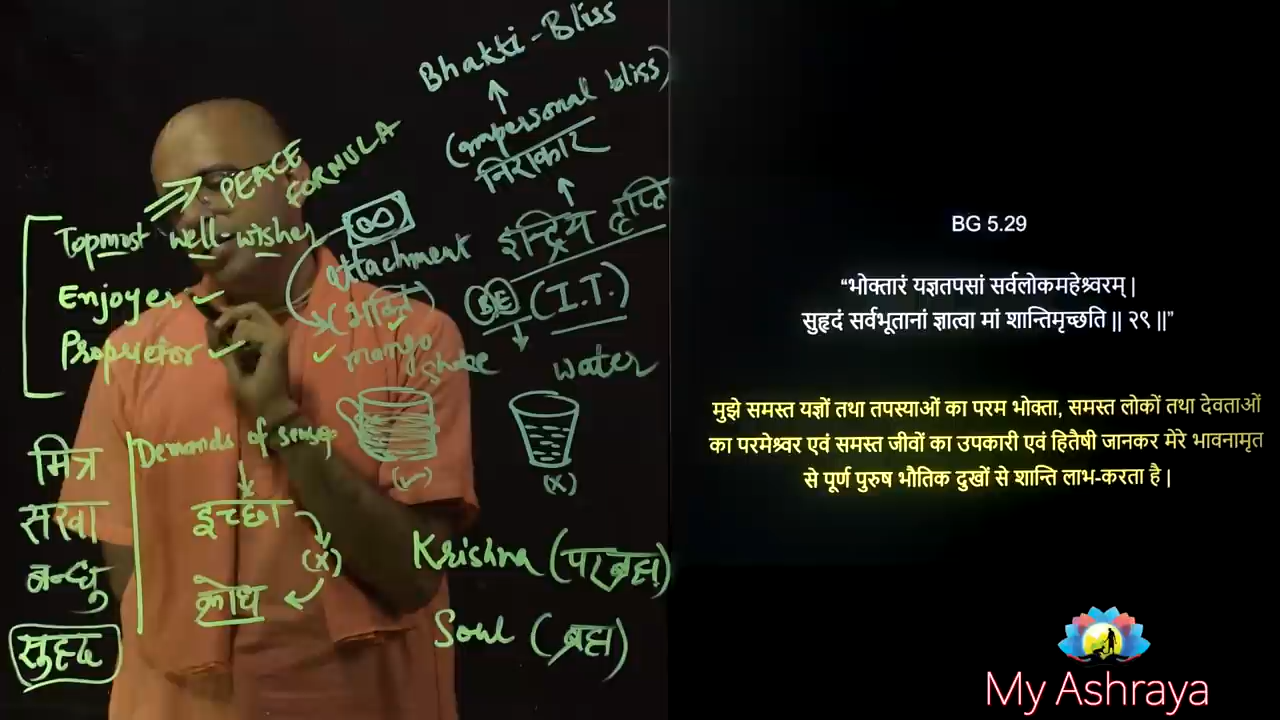 Bhakti-Bliss
(impersonal bliss)
निराकार
इन्द्रिय तृप्ति
BE (I.T.)
⇒ PEACE
FORMULA
Topmost well-wisher
Enjoyer ✓
Proprietor ✓
∞
attachment
(भक्ति)
✓ mango
shake
water
(✓)
(x)
मित्र
सखा
बन्धु
सुहृद
Demands of senses
इच्छा
(x)
क्रोध
Krishna (परब्रह्म)
Soul (ब्रह्म)
BG 5.29
“भोक्तारं यज्ञतपसां सर्वलोकमहेश्र्वरम् |
सुहृदं सर्वभूतानां ज्ञात्वा मां शान्तिमृच्छति || २९ ||”
मुझे समस्त यज्ञों तथा तपस्याओं का परम भोक्ता, समस्त लोकों तथा देवताओं
का परमेश्र्वर एवं समस्त जीवों का उपकारी एवं हितैषी जानकर मेरे भावनामृत
से पूर्ण पुरुष भौतिक दुखों से शान्ति लाभ-करता है |
My Ashraya